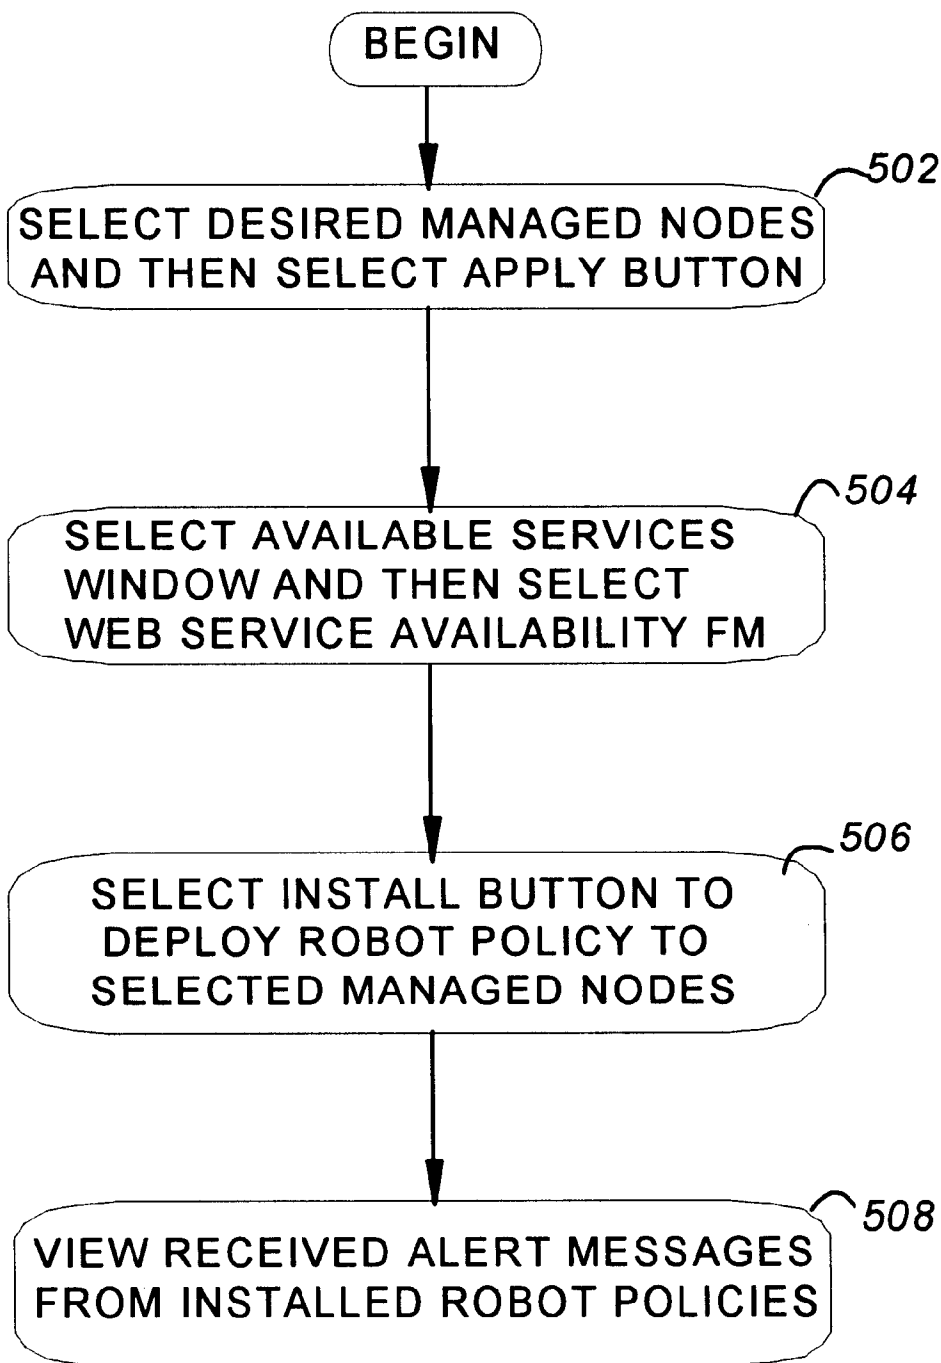 BEGIN
502
SELECT DESIRED MANAGED NODES
AND THEN SELECT APPLY BUTTON
504
SELECT AVAILABLE SERVICES
WINDOW AND THEN SELECT
WEB SERVICE AVAILABILITY FM
506
SELECT INSTALL BUTTON TO
DEPLOY ROBOT POLICY TO
SELECTED MANAGED NODES
508
VIEW RECEIVED ALERT MESSAGES
FROM INSTALLED ROBOT POLICIES